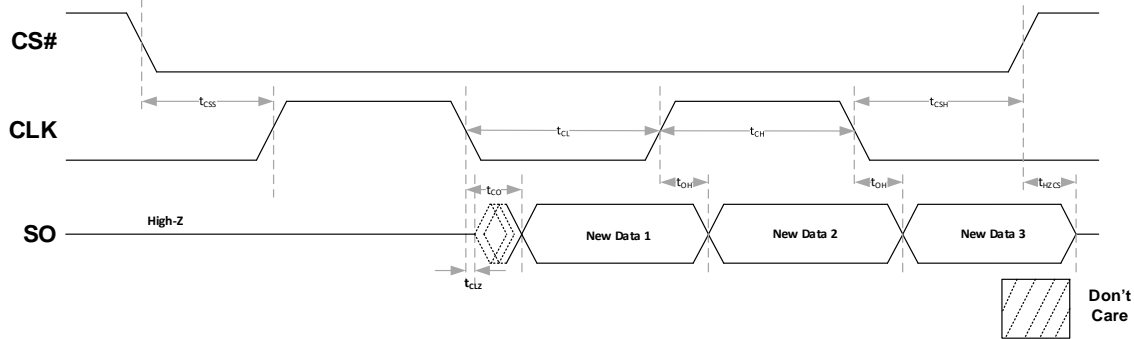 CS#
tCSS
tCSH
CLK
tCL
tCH
tCO
tOH
tOH
tHZCS
High-Z
SO
New Data 1
New Data 2
New Data 3
tCLZ
Don't
Care